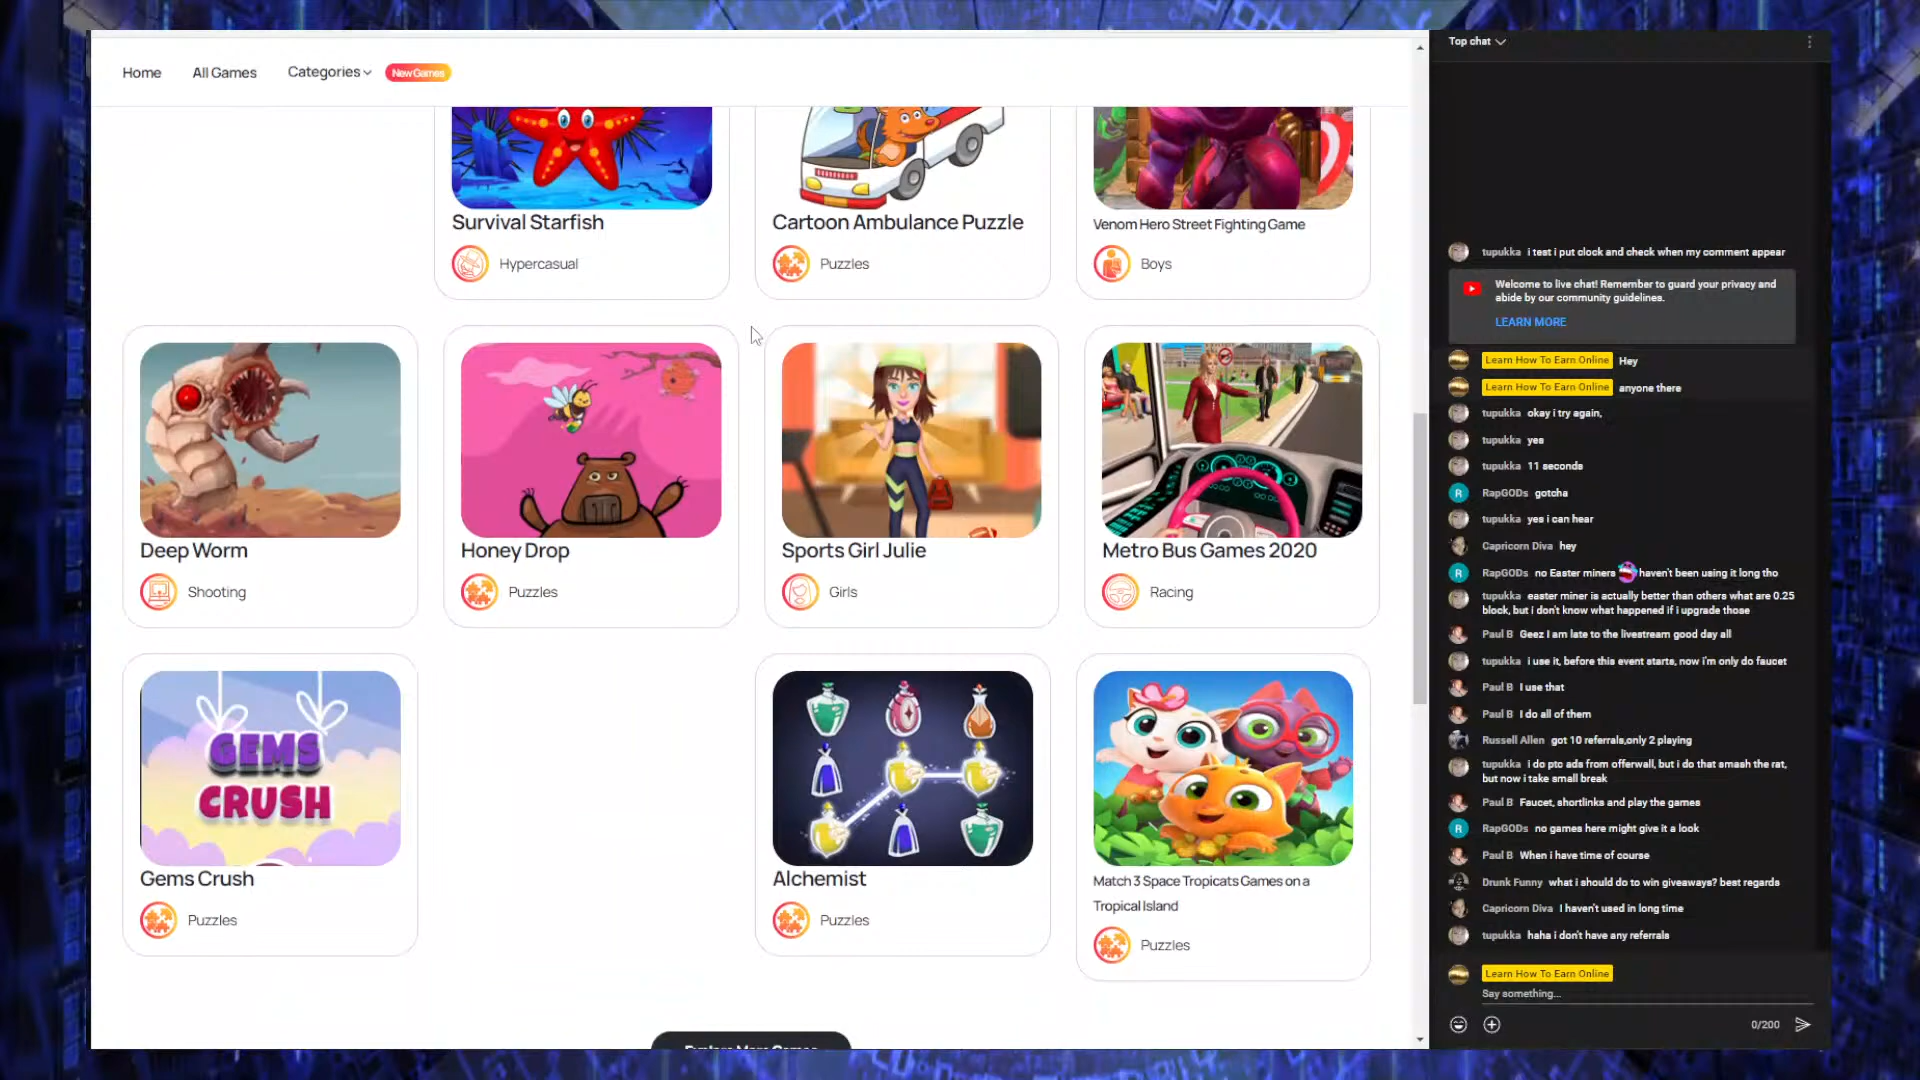 Home
All Games
Categories
New Games
Survival Starfish
Hypercasual
Cartoon Ambulance Puzzle
Puzzles
Venom Hero Street Fighting Game
Boys
Deep Worm
Shooting
Honey Drop
Puzzles
Sports Girl Julie
Girls
Metro Bus Games 2020
Racing
GEMS
CRUSH
Gems Crush
Puzzles
Alchemist
Puzzles
Match 3 Space Tropicats Games on a
Tropical Island
Puzzles
Explore More Games
Top chat
tupukka i test i put clock and check when my comment appear
Welcome to live chat! Remember to guard your privacy and
abide by our community guidelines.
LEARN MORE
Learn How To Earn Online Hey
Learn How To Earn Online anyone there
tupukka okay i try again,
tupukka yes
tupukka 11 seconds
R RapGODs gotcha
tupukka yes i can hear
Capricorn Diva hey
R RapGODs no Easter miners haven't been using it long tho
tupukka easter miner is actually better than others what are 0.25
block, but i don't know what happened if i upgrade those
Paul B Geez I am late to the livestream good day all
tupukka i use it, before this event starts, now i'm only do faucet
Paul B I use that
Paul B I do all of them
Russell Allen got 10 referrals,only 2 playing
tupukka i do ptc ads from offerwall, but i do that smash the rat,
but now i take small break
Paul B Faucet, shortlinks and play the games
R RapGODs no games here might give it a look
Paul B When i have time of course
Drunk Funny what i should do to win giveaways? best regards
Capricorn Diva I haven't used in long time
tupukka haha i don't have any referrals
Learn How To Earn Online
Say something...
0/200